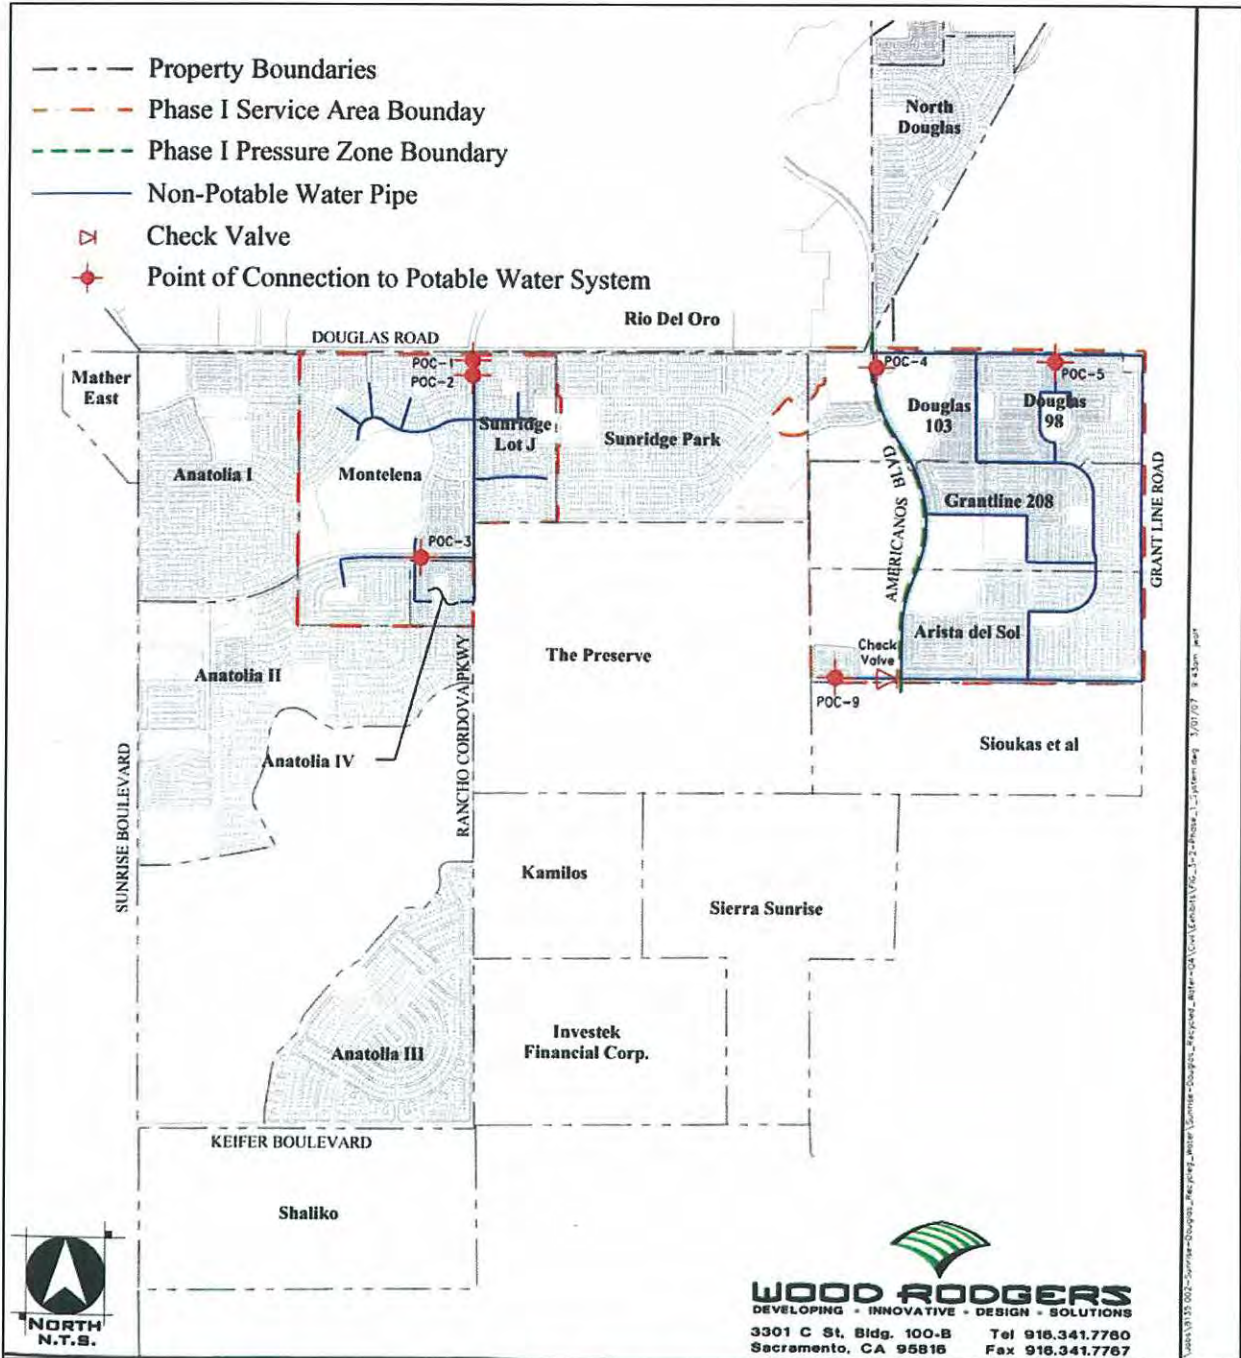 Property Boundaries
Phase I Service Area Bounday
Phase I Pressure Zone Boundary
Non-Potable Water Pipe
Check Valve
Point of Connection to Potable Water System
North
Douglas
Rio Del Oro
DOUGLAS ROAD
POC-1
POC-2
POC-4
POC-5
Mather
East
Douglas
103
Douglas
98
Sunridge
Lot J
Sunridge Park
Anatolia I
Montelena
AMERICANOS BLVD
Grantline 208
GRANT LINE ROAD
POC-3
Arista del Sol
Check
Valve
The Preserve
Anatolia II
POC-9
RANCHO CORDOVA PKWY
Sioukas et al
Anatolia IV
SUNRISE BOULEVARD
Kamilos
Sierra Sunrise
Investek
Financial Corp.
Anatolia III
KEIFER BOULEVARD
Shaliko
NORTH
N.T.S.
WOOD RODGERS
DEVELOPING • INNOVATIVE • DESIGN • SOLUTIONS
3301 C St, Bldg. 100-B Tel 916.341.7760
Sacramento, CA 95816 Fax 916.341.7767